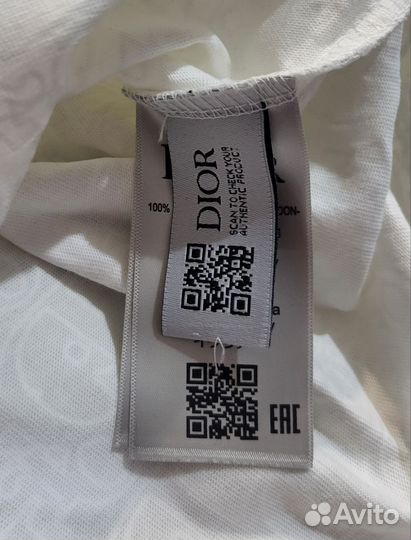 DIOR
SCAN TO CHECK YOUR
AUTHENTIC PRODUCT
100%
EAC
Avito